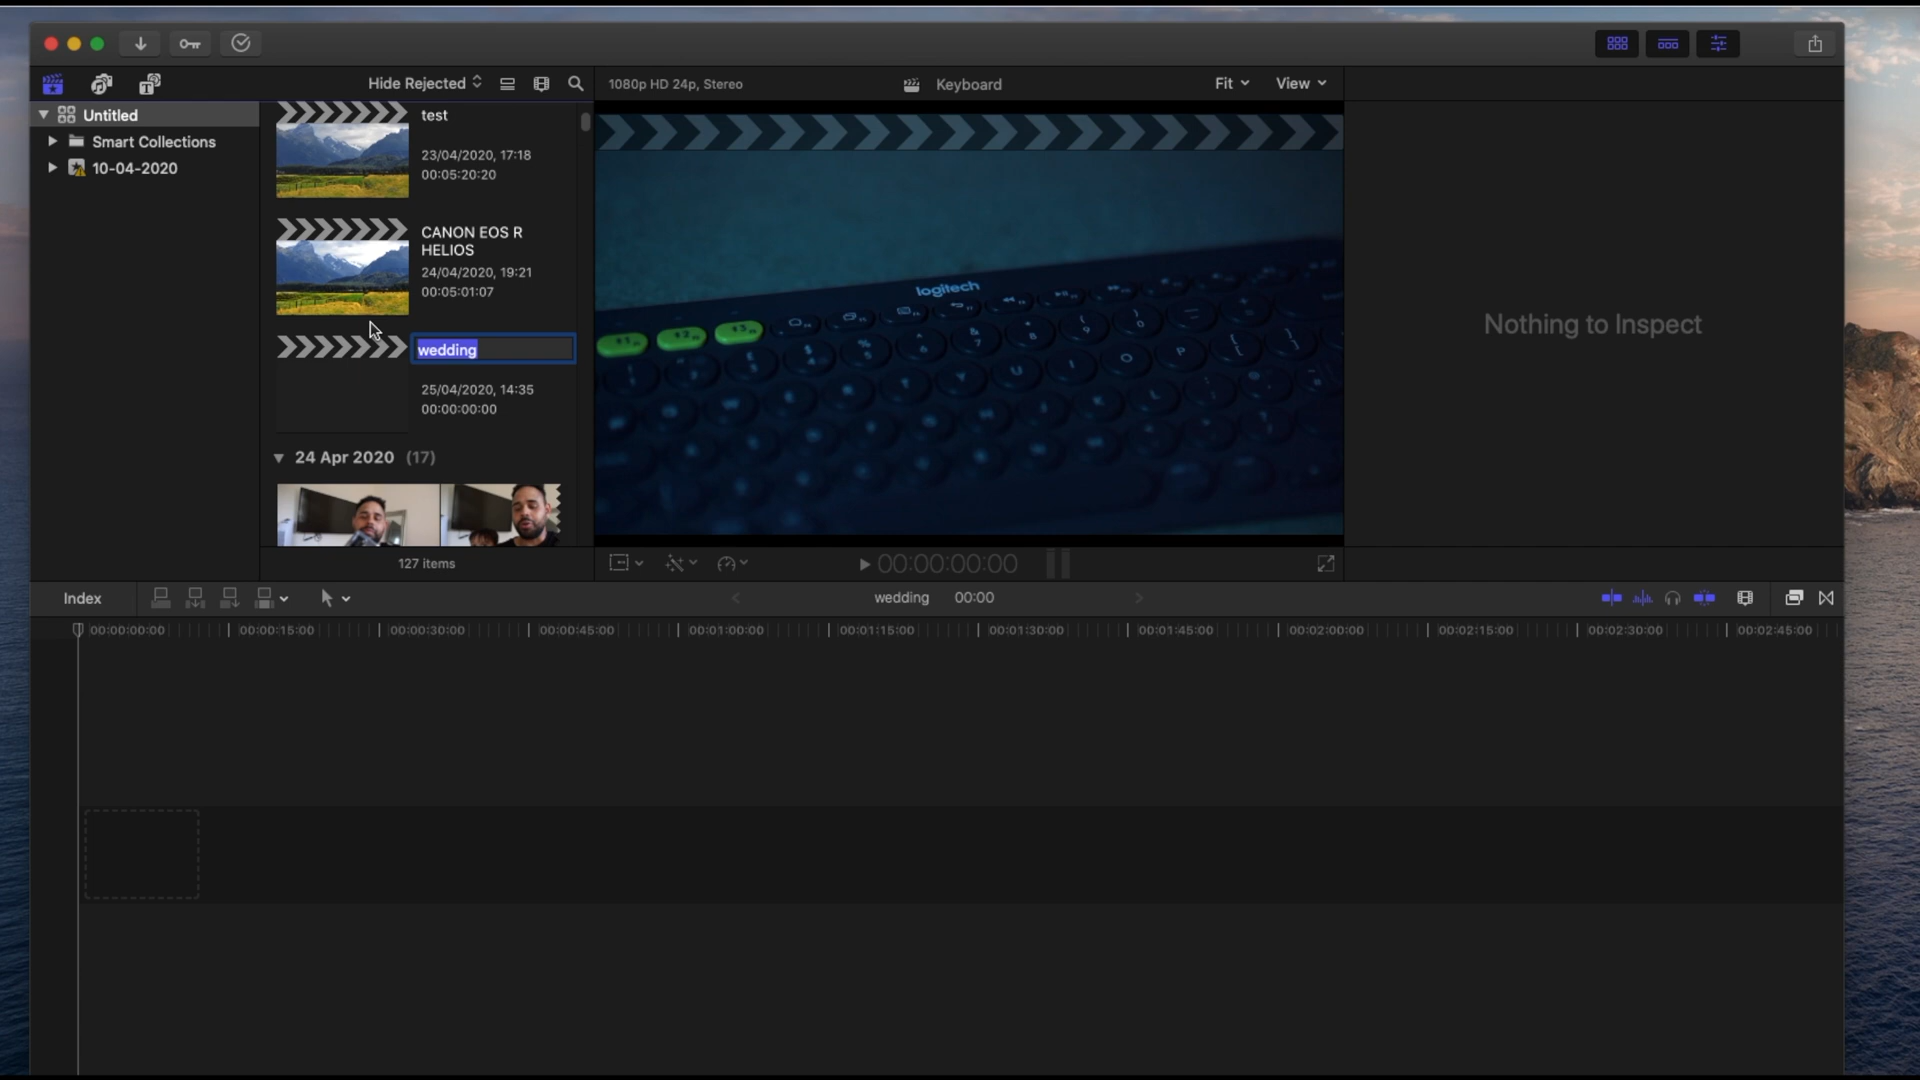 Hide Rejected
1080p HD 24p, Stereo
Keyboard
Fit
View
Untitled
Smart Collections
10-04-2020
test
23/04/2020, 17:18
00:05:20:20
CANON EOS R
HELIOS
24/04/2020, 19:21
00:05:01:07
wedding
25/04/2020, 14:35
00:00:00:00
24 Apr 2020 (17)
127 items
logitech
Nothing to Inspect
00:00:00:00
Index
wedding 00:00
00:00:00:00 00:00:15:00 00:00:30:00 00:00:45:00 00:01:00:00 00:01:15:00 00:01:30:00 00:01:45:00 00:02:00:00 00:02:15:00 00:02:30:00 00:02:45:00